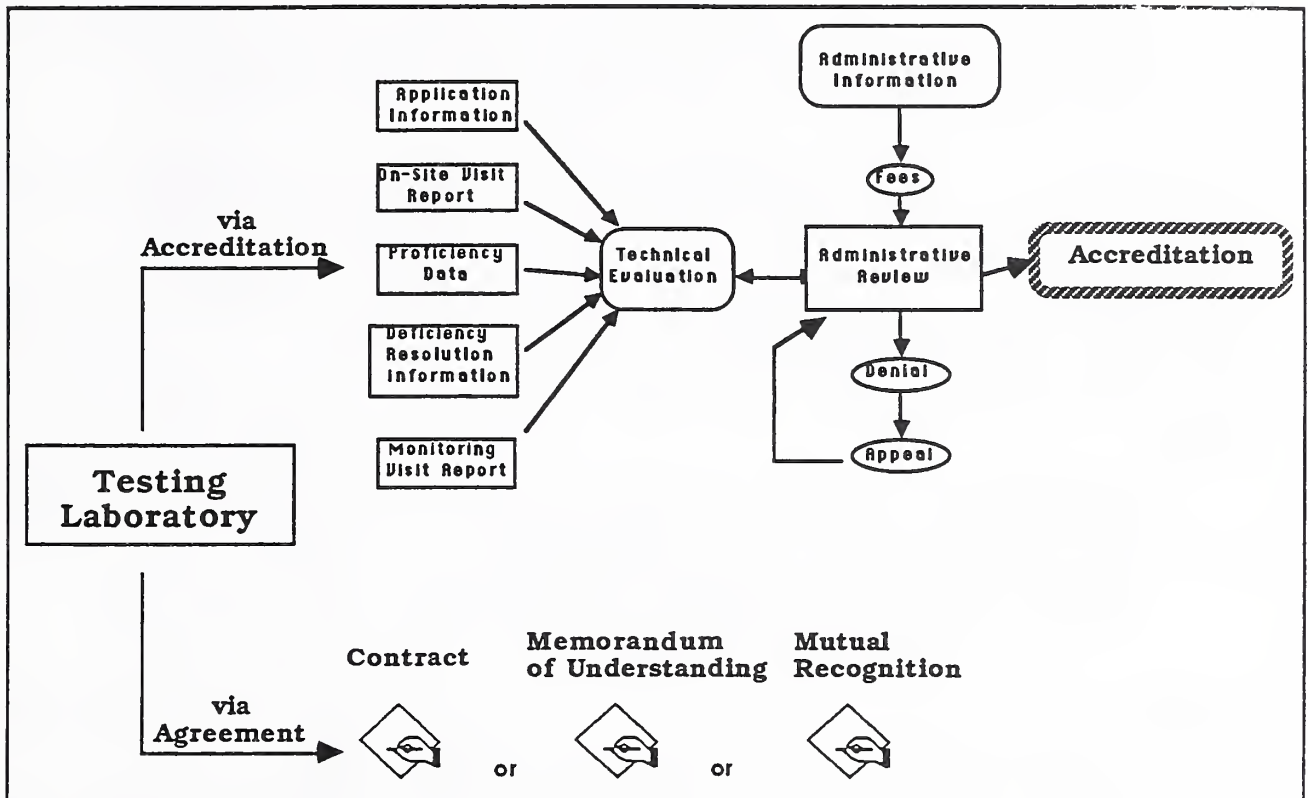 Administrative
Information
Application
Information
Fees
On-Site Visit
Report
via
Accreditation
Proficiency
Data
Technical
Evaluation
Administrative
Review
Accreditation
Deficiency
Resolution
Information
Denial
Monitoring
Visit Report
Appeal
Testing
Laboratory
Contract
Memorandum
of Understanding
Mutual
Recognition
via
Agreement
or
or